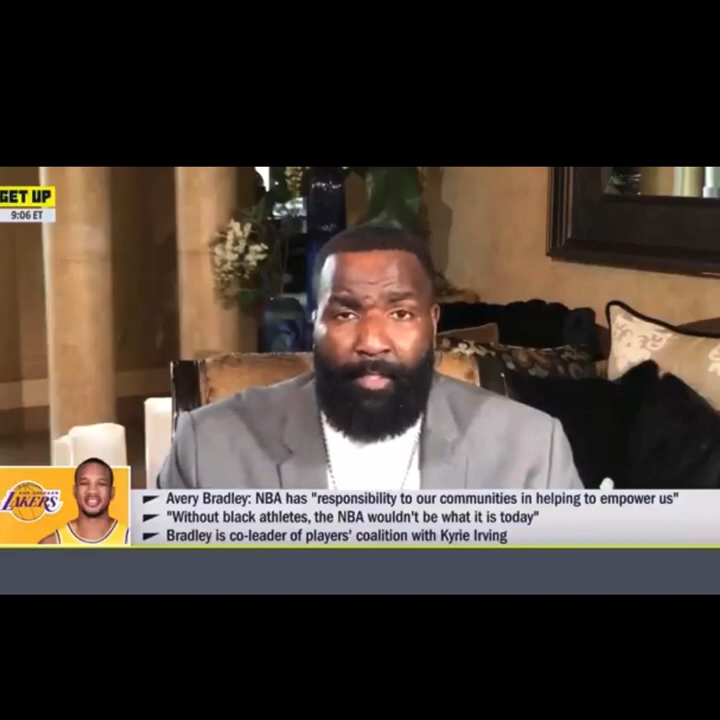 GET UP
9:06 ET
LOS ANGELES
LAKERS
Avery Bradley: NBA has "responsibility to our communities in helping to empower us"
"Without black athletes, the NBA wouldn't be what it is today"
Bradley is co-leader of players' coalition with Kyrie Irving